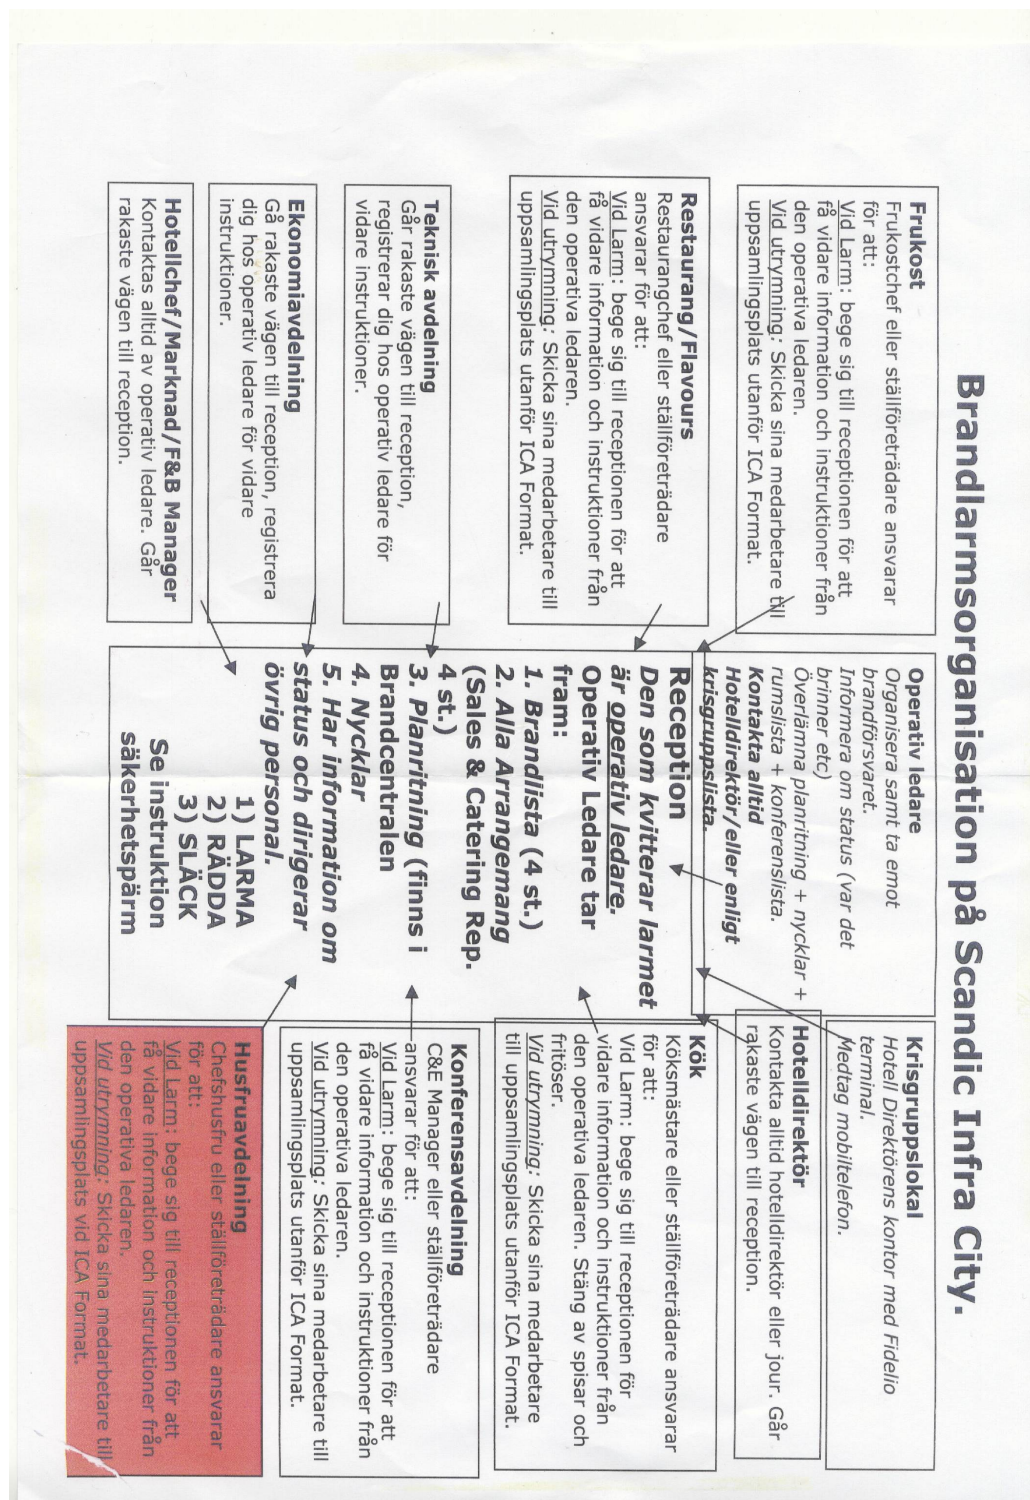 Brandlarmsorganisation på Scandic Infra City.
Frukost
Frukostchef eller ställföreträdare ansvarar
för att:
Vid Larm: bege sig till receptionen för att
få vidare information och instruktioner från
den operativa ledaren.
Vid utrymning: Skicka sina medarbetare till
uppsamlingsplats utanför ICA Format.
Restaurang/Flavours
Restaurangchef eller ställföreträdare
ansvarar för att:
Vid Larm: bege sig till receptionen för att
få vidare information och instruktioner från
den operativa ledaren.
Vid utrymning: Skicka sina medarbetare till
uppsamlingsplats utanför ICA Format.
Teknisk avdelning
Går rakaste vägen till reception,
registrerar dig hos operativ ledare för
vidare instruktioner.
Ekonomiavdelning
Gå rakaste vägen till reception, registrera
dig hos operativ ledare för vidare
instruktioner.
Hotellchef/Marknad/F&B Manager
Kontaktas alltid av operativ ledare. Går
rakaste vägen till reception.
Operativ ledare
Organisera samt ta emot
brandförsvaret.
Informera om status (var det
brinner etc)
Överlämna planritning + nycklar +
rumslista + konferenslista.
Kontakta alltid
Hotelldirektör/eller enligt
krisgruppslista.
Reception
Den som kvitterar larmet
är operativ ledare.
Operativ Ledare tar
fram:
1. Brandlista (4 st.)
2. Alla Arrangemang
(Sales & Catering Rep.
4 st.)
3. Planritning (finns i
Brandcentralen
4. Nycklar
5. Har information om
status och dirigerar
övrig personal.
1) LARMA
2) RÄDDA
3) SLÄCK
Se instruktion
säkerhetspärm
Krisgruppslokal
Hotell Direktörens kontor med Fidelio
terminal.
Medtag mobiltelefon.
Hotelldirektör
Kontakta alltid hotelldirektör eller jour. Går
rakaste vägen till reception.
Kök
Köksmästare eller ställföreträdare ansvarar
för att:
Vid Larm: bege sig till receptionen för
vidare information och instruktioner från
den operativa ledaren. Stäng av spisar och
fritöser.
Vid utrymning: Skicka sina medarbetare
till uppsamlingsplats utanför ICA Format.
Konferensavdelning
C&E Manager eller ställföreträdare
ansvarar för att:
Vid Larm: bege sig till receptionen för att
få vidare information och instruktioner från
den operativa ledaren.
Vid utrymning: Skicka sina medarbetare till
uppsamlingsplats utanför ICA Format.
Husfruavdelning
Chefshusfru eller ställföreträdare ansvarar
för att:
Vid Larm: bege sig till receptionen för att
få vidare information och instruktioner från
den operativa ledaren.
Vid utrymning: Skicka sina medarbetare till
uppsamlingsplats vid ICA Format.